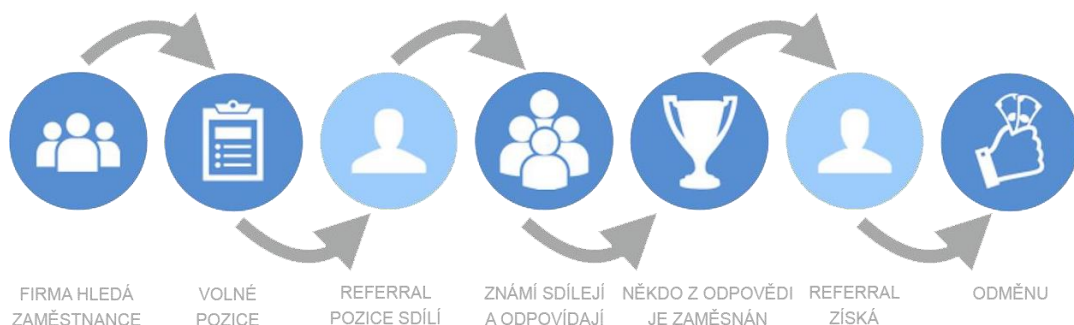 FIRMA HLEDÁ
ZAMĚSTNANCE
VOLNÉ
POZICE
REFERRAL
POZICE SDÍLÍ
ZNÁMÍ SDÍLEJÍ
A ODPOVÍDAJÍ
NĚKDO Z ODPOVĚDI
JE ZAMĚSNÁN
REFERRAL
ZÍSKÁ
ODMĚNU